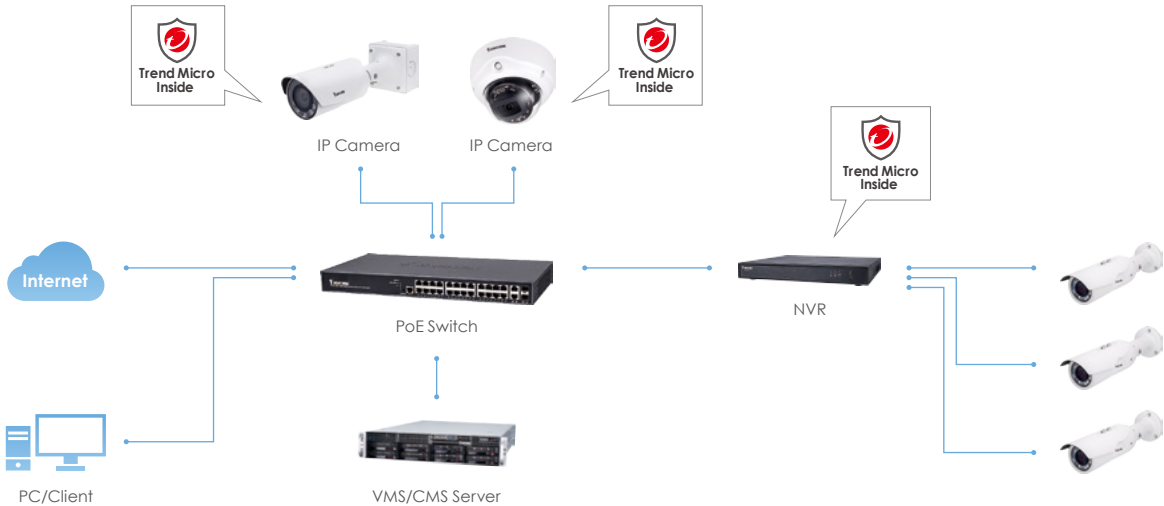 Trend Micro
Inside
Trend Micro
Inside
IP Camera
IP Camera
Trend Micro
Inside
Internet
PoE Switch
NVR
PC/Client
VMS/CMS Server